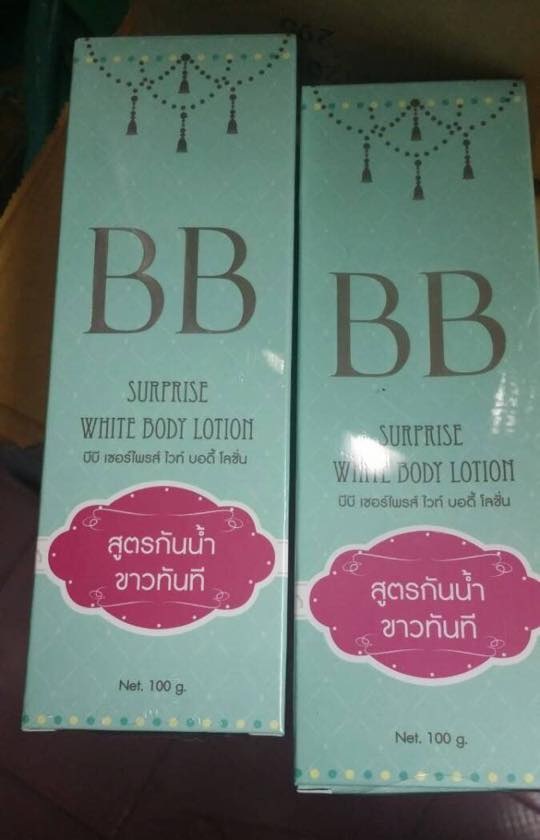 BB
SURPRISE
WHITE BODY LOTION
บีบี เซอร์ไพรส์ ไวท์ บอดี้ โลชั่น
สูตรกันน้ำ
ขาวทันที
Net. 100 g.
BB
SURPRISE
WHITE BODY LOTION
บีบี เซอร์ไพรส์ ไวท์ บอดี้ โลชั่น
สูตรกันน้ำ
ขาวทันที
Net. 100 g.